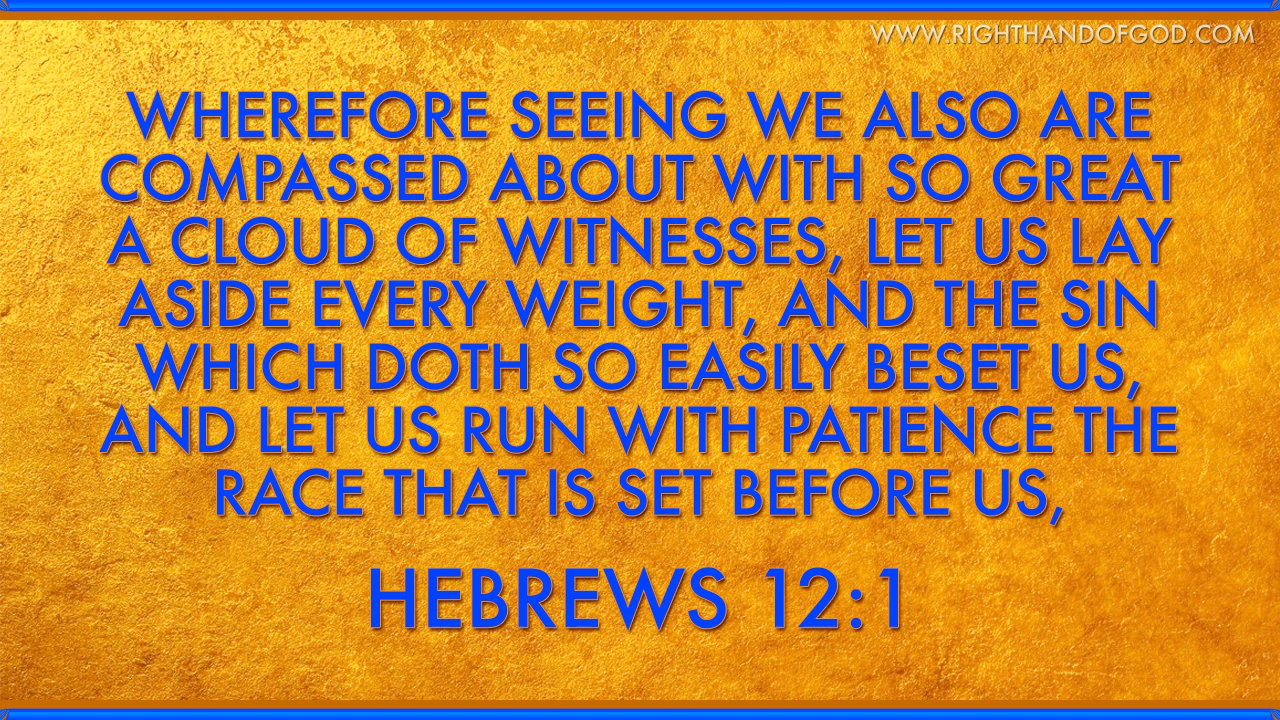 WWW.RIGHTHANDOFGOD.COM
WHEREFORE SEEING WE ALSO ARE
COMPASSED ABOUT WITH SO GREAT
A CLOUD OF WITNESSES, LET US LAY
ASIDE EVERY WEIGHT, AND THE SIN
WHICH DOTH SO EASILY BESET US,
AND LET US RUN WITH PATIENCE THE
RACE THAT IS SET BEFORE US,
HEBREWS 12:1